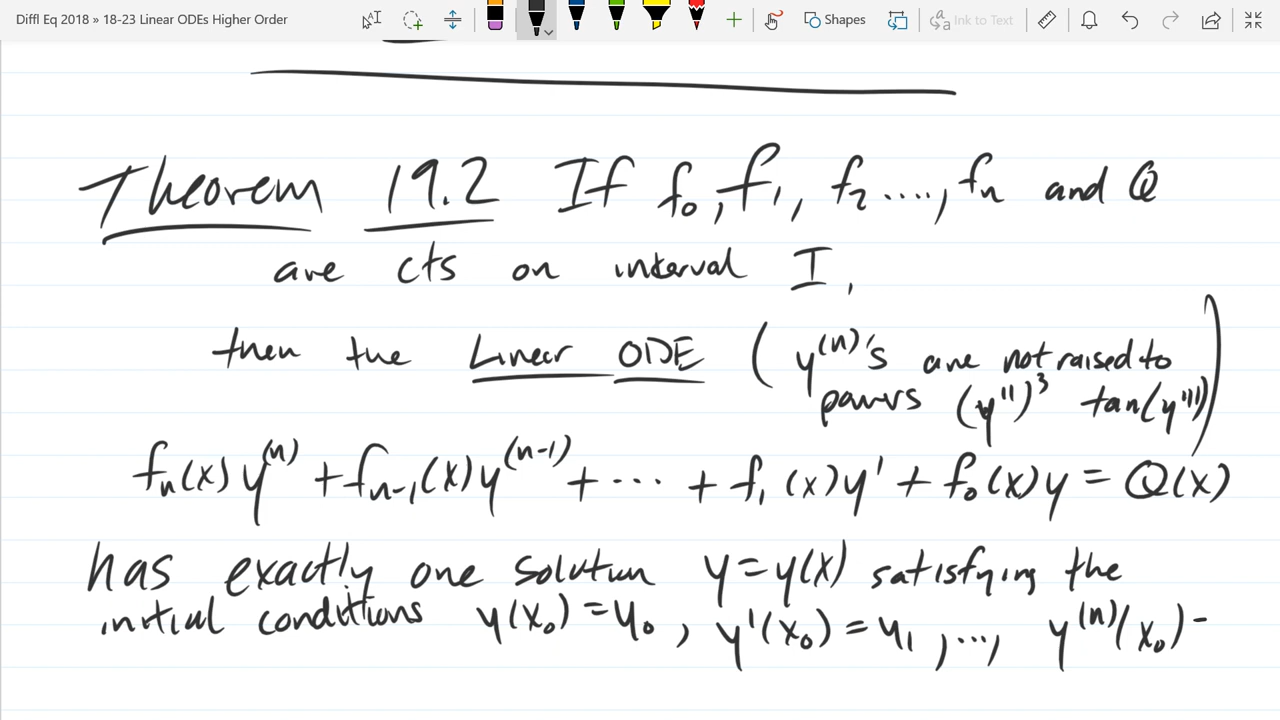 Diffl Eq 2018 » 18-23 Linear ODEs Higher Order
Shapes
Ink to Text
Theorem 19.2 If f₀, f₁, f₂ ...., fₙ and Q
are cts on interval I,
then the Linear ODE (y⁽ⁿ⁾'s are not raised to
powers (y'')³ tan(y'''))
fₙ(x)y⁽ⁿ⁾ + fₙ₋₁(x)y⁽ⁿ⁻¹⁾ + ... + f₁(x)y' + f₀(x)y = Q(x)
has exactly one solution y=y(x) satisfying the
initial conditions y(x₀)=y₀, y'(x₀)=y₁, ..., y⁽ⁿ⁾(x₀)-